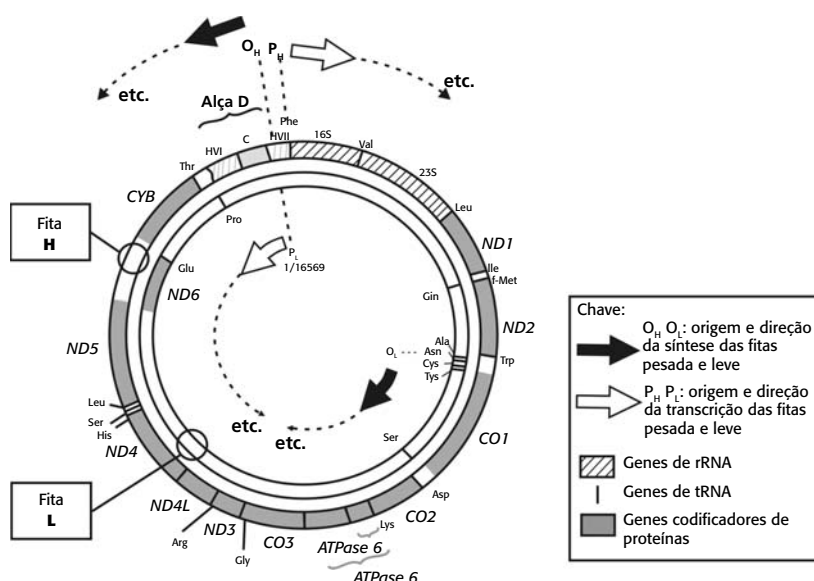 O_H P_H
etc.
etc.
Alça D
Phe
HVI
C
HVII
16S
Val
Thr
23S
CYB
Leu
Pro
Fita
H
ND1
P_L
1/16569
Glu
Ile
f-Met
ND6
Gin
ND2
ND5
Ala
O_L
Asn
Trp
Cys
Tys
Leu
etc.
etc.
Ser
Ser
His
CO1
ND4
Fita
L
Asp
ND4L
CO2
Lys
ND3
Arg
CO3
ATPase 6
Gly
ATPase 6
Chave:
O_H O_L: origem e direção
da síntese das fitas
pesada e leve
P_H P_L: origem e direção
da transcrição das fitas
pesada e leve
Genes de rRNA
Genes de tRNA
Genes codificadores de
proteínas